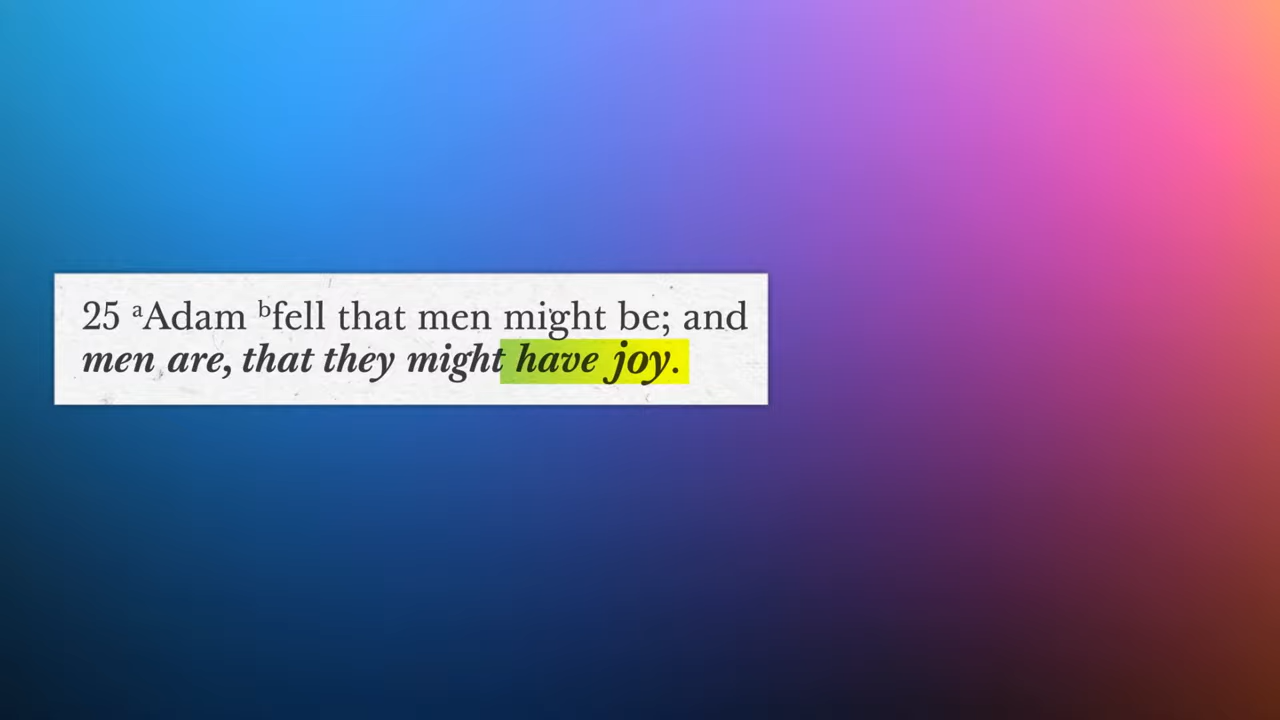 25 ᵃAdam ᵇfell that men might be; and
men are, that they might have joy.